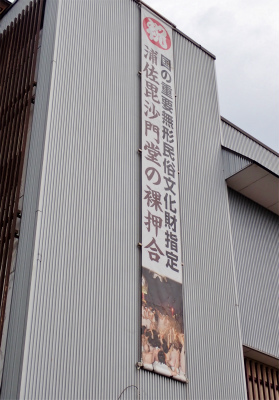 祝
国の重要無形民俗文化財指定
浦佐毘沙門堂の裸押合